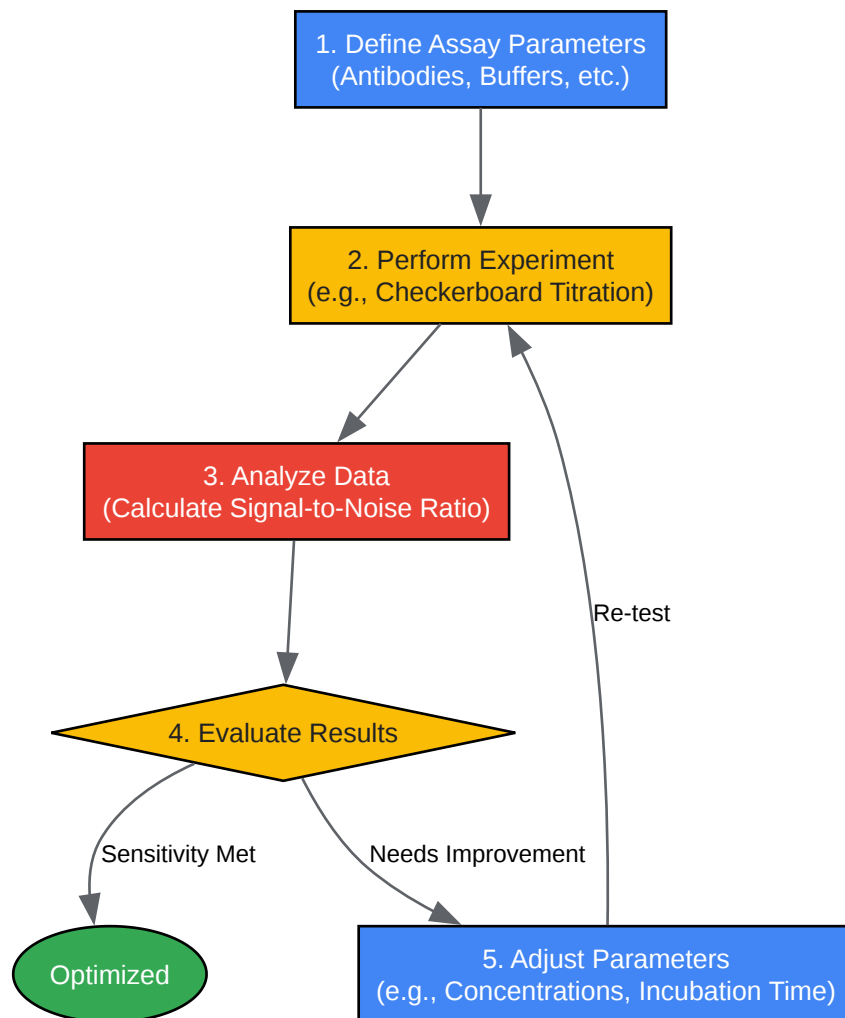 1. Define Assay Parameters
(Antibodies, Buffers, etc.)
2. Perform Experiment
(e.g., Checkerboard Titration)
3. Analyze Data
(Calculate Signal-to-Noise Ratio)
Re-test
4. Evaluate Results
Sensitivity Met
Needs Improvement
Optimized
5. Adjust Parameters
(e.g., Concentrations, Incubation Time)